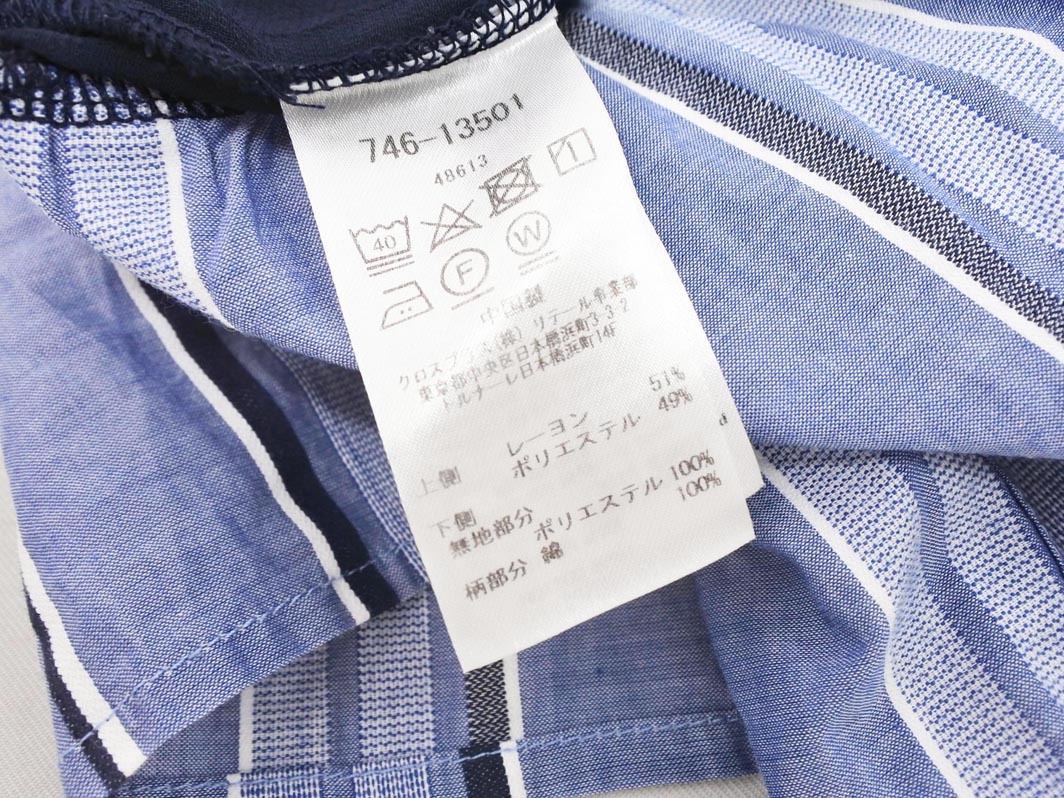 746-13501
48613
1
40
F
W
中国製
クロスプラス(株) リテール事業部
東京都中央区日本橋浜町3-3-2
トルナーレ日本橋浜町14F
上側 レーヨン 51%
ポリエステル 49%
下側
無地部分 ポリエステル 100%
柄部分 綿 100%
d